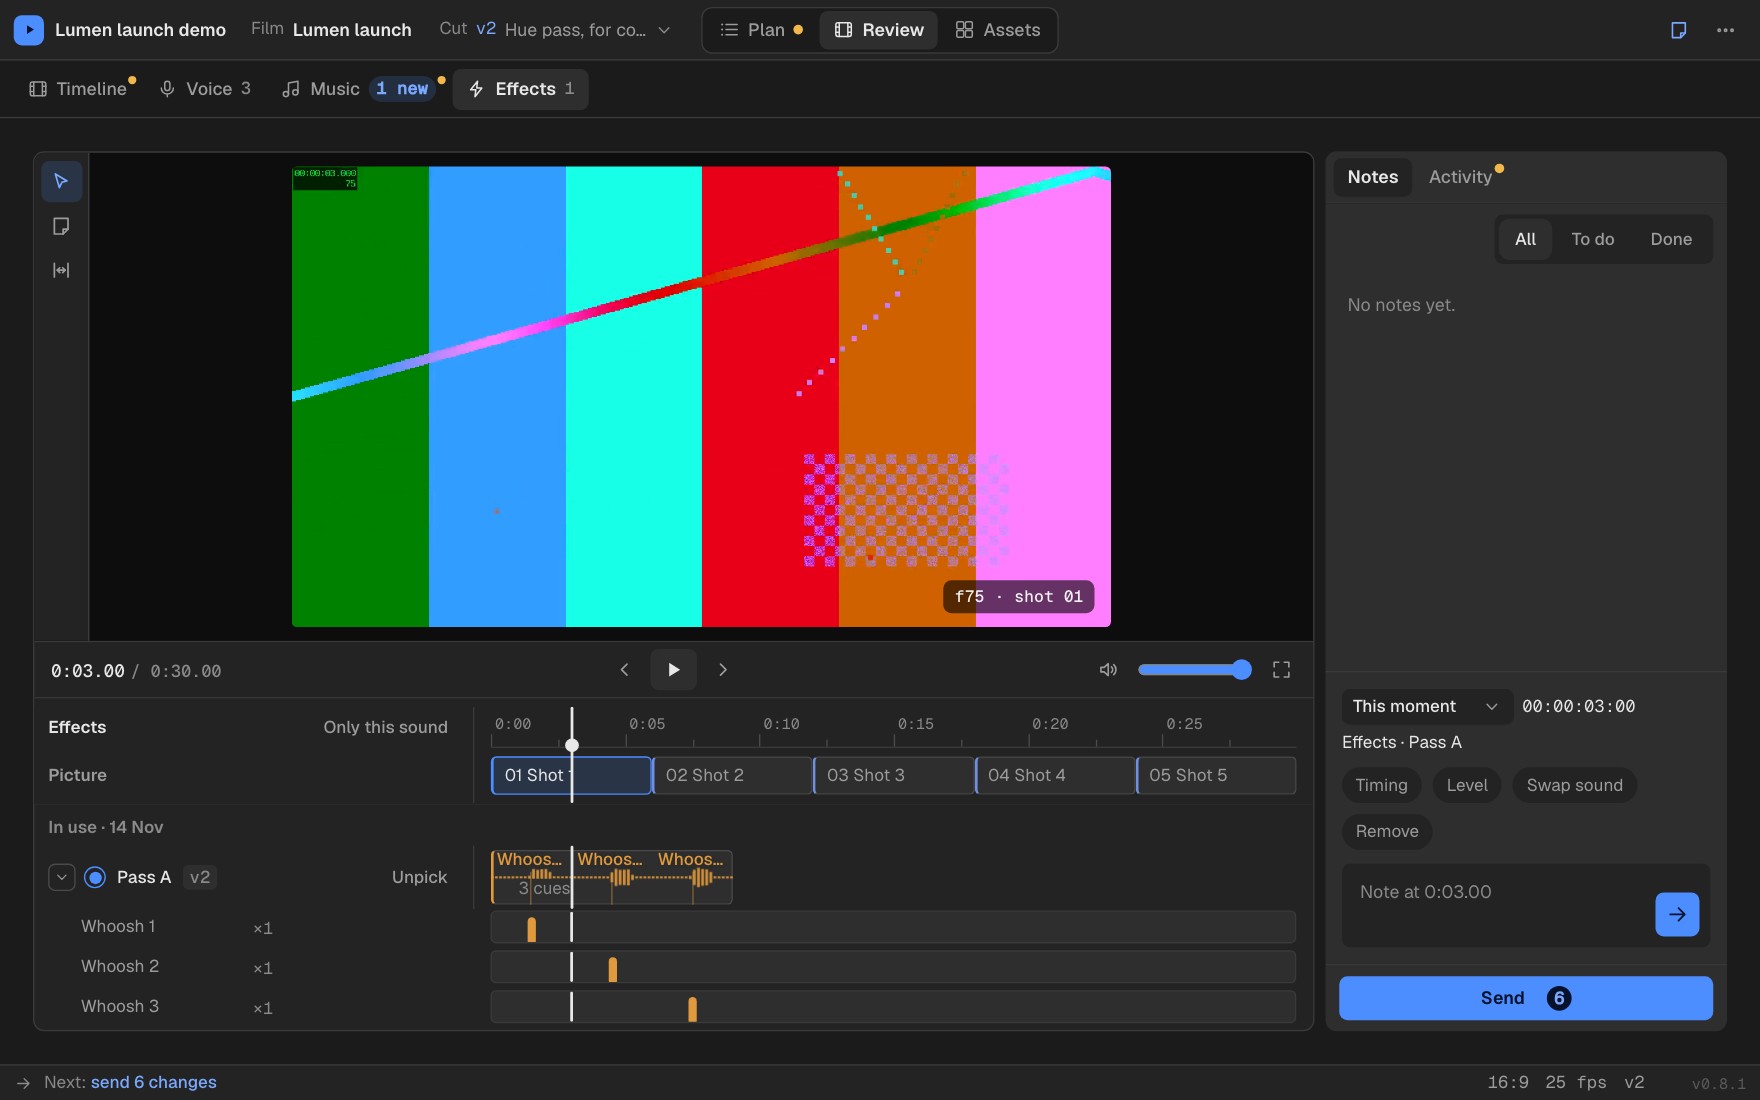 Lumen launch demo Film Lumen launch Cut v2 Hue pass, for co... Plan Review Assets
Timeline Voice 3 Music 1 new Effects 1
00:00:03.000
75
f75 · shot 01
0:03.00 / 0:30.00
Effects Only this sound 0:00 0:05 0:10 0:15 0:20 0:25
Picture 01 Shot 1 02 Shot 2 03 Shot 3 04 Shot 4 05 Shot 5
In use · 14 Nov
Pass A v2 Unpick
Whoos... Whoos... Whoos...
3 cues
Whoosh 1 ×1
Whoosh 2 ×1
Whoosh 3 ×1
Notes Activity
All To do Done
No notes yet.
This moment 00:00:03:00
Effects · Pass A
Timing Level Swap sound
Remove
Note at 0:03.00
Send 6
Next: send 6 changes 16:9 25 fps v2 v0.8.1